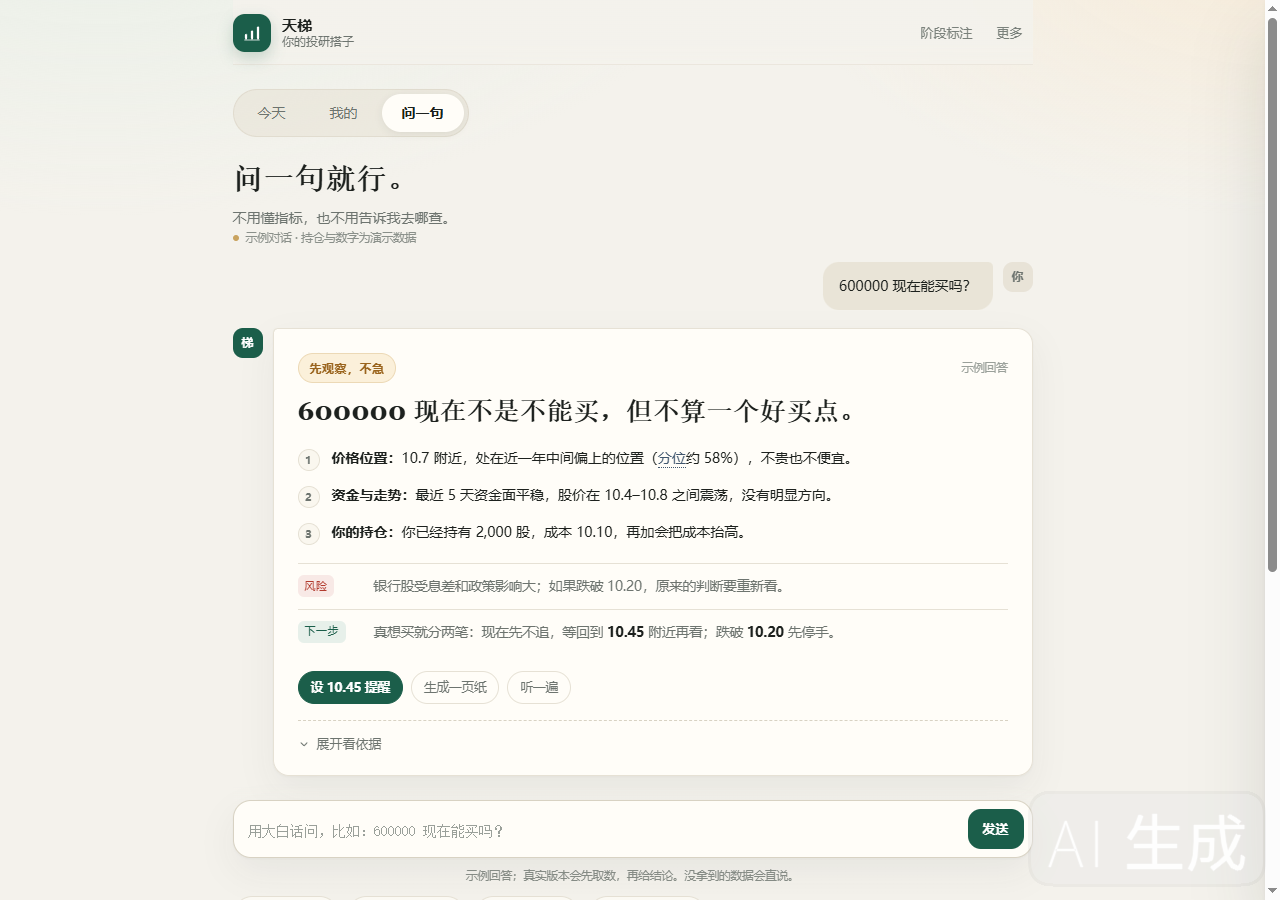 天梯
你的投研搭子
阶段标注 更多
今天 我的 问一句
问一句就行。
不用懂指标，也不用告诉我去哪查。
示例对话 · 持仓与数字为演示数据
600000 现在能买吗？
你
梯
先观察，不急
示例回答
600000 现在不是不能买，但不算一个好买点。
1 价格位置：10.7 附近，处在近一年中间偏上的位置（分位约 58%），不贵也不便宜。
2 资金与走势：最近 5 天资金面平稳，股价在 10.4–10.8 之间震荡，没有明显方向。
3 你的持仓：你已经持有 2,000 股，成本 10.10，再加会把成本抬高。
风险 银行股受息差和政策影响大；如果跌破 10.20，原来的判断要重新看。
下一步 真想买就分两笔：现在先不追，等回到 10.45 附近再看；跌破 10.20 先停手。
设 10.45 提醒 生成一页纸 听一遍
展开看依据
用大白话问，比如：600000 现在能买吗？
发送
示例回答；真实版本会先取数，再给结论。没拿到的数据会直说。
AI 生成